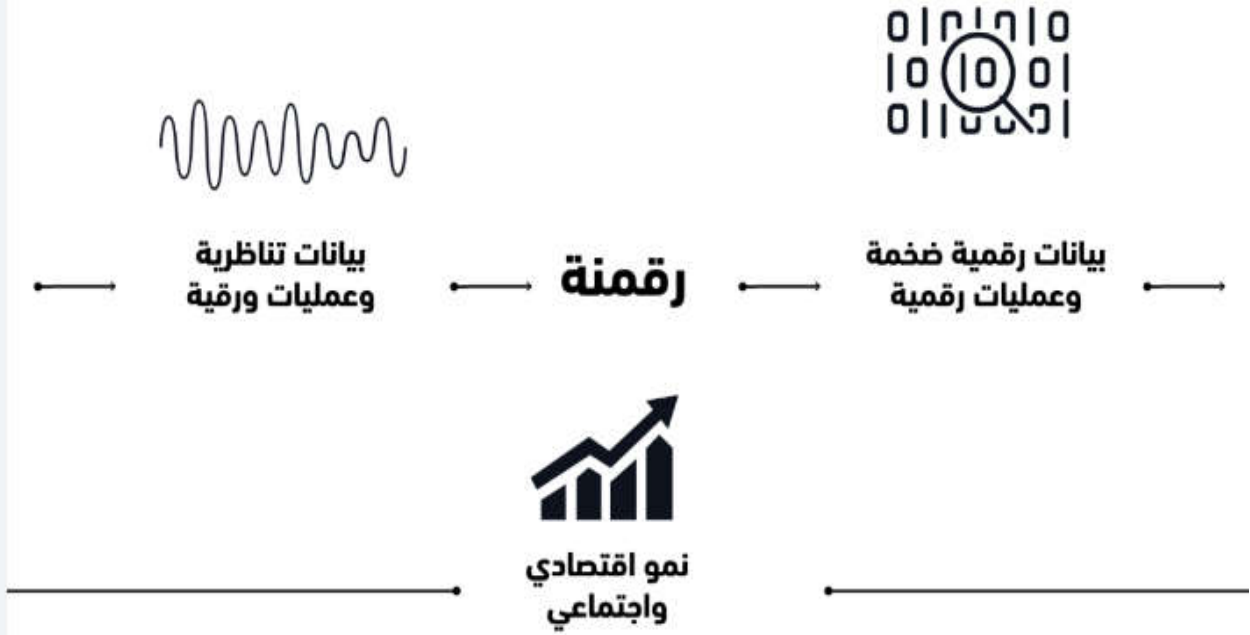 بيانات تناظرية
وعمليات ورقية
رقمنة
بيانات رقمية ضخمة
وعمليات رقمية
نمو اقتصادي
واجتماعي